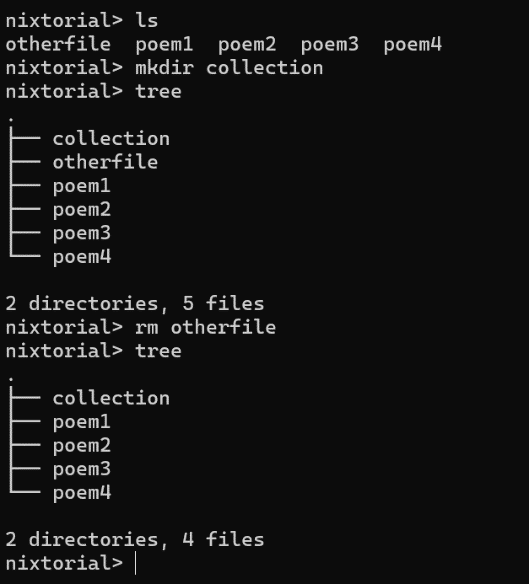 nixtorial> ls
otherfile  poem1  poem2  poem3  poem4
nixtorial> mkdir collection
nixtorial> tree
.
├── collection
├── otherfile
├── poem1
├── poem2
├── poem3
└── poem4
2 directories, 5 files
nixtorial> rm otherfile
nixtorial> tree
.
├── collection
├── poem1
├── poem2
├── poem3
└── poem4
2 directories, 4 files
nixtorial>